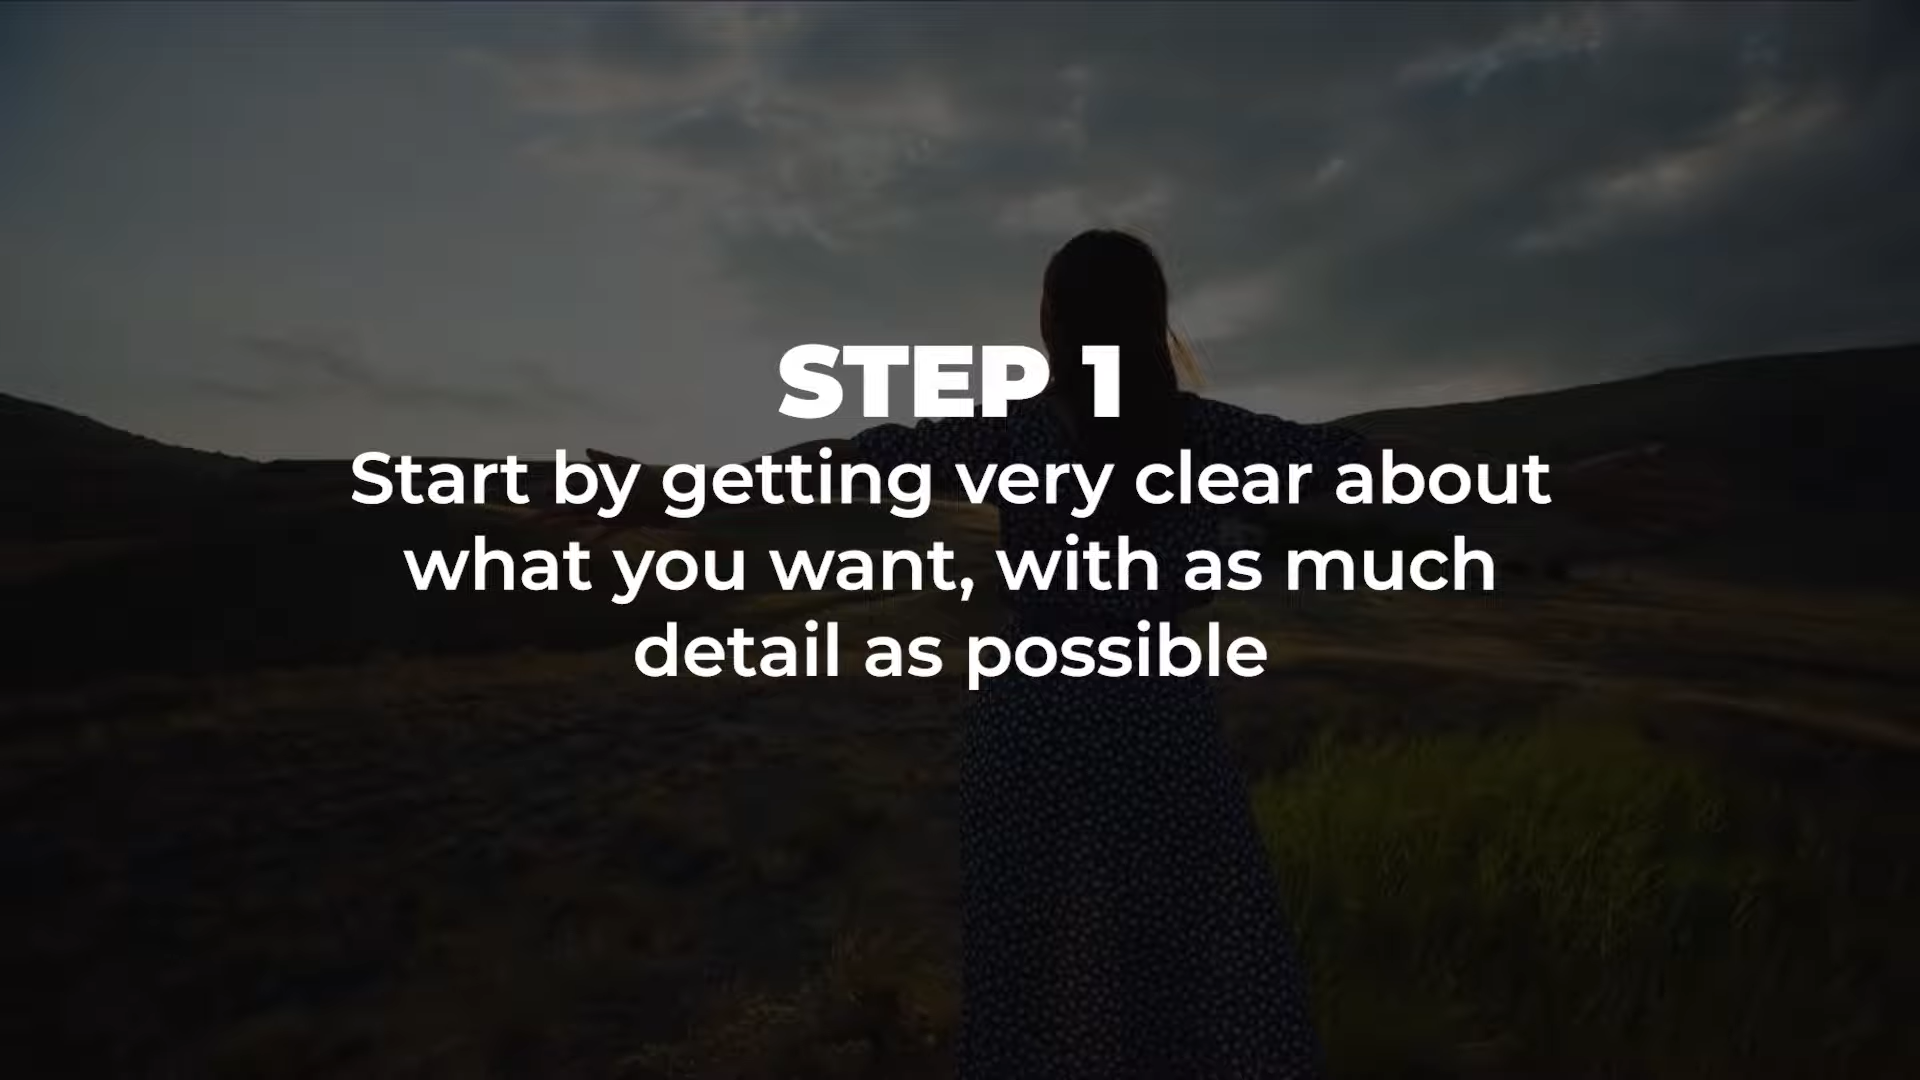 STEP 1
Start by getting very clear about
what you want, with as much
detail as possible